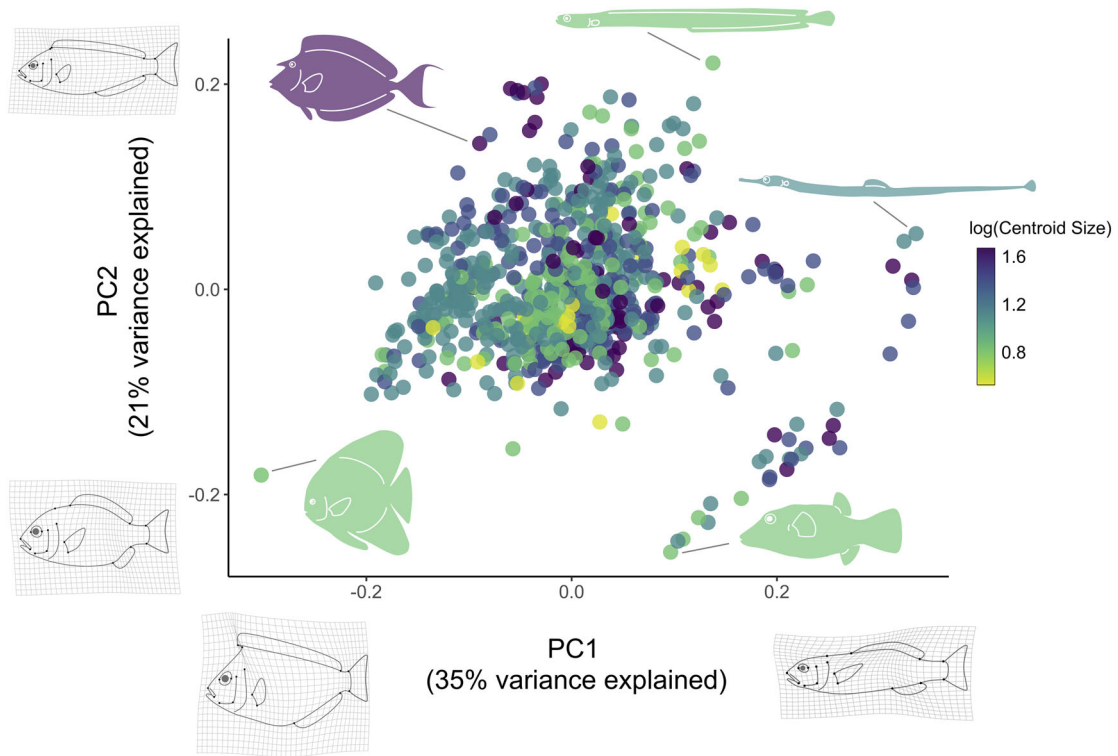 0.2
0.0
-0.2
PC2
(21% variance explained)
-0.2
0.0
0.2
PC1
(35% variance explained)
log(Centroid Size)
1.6
1.2
0.8